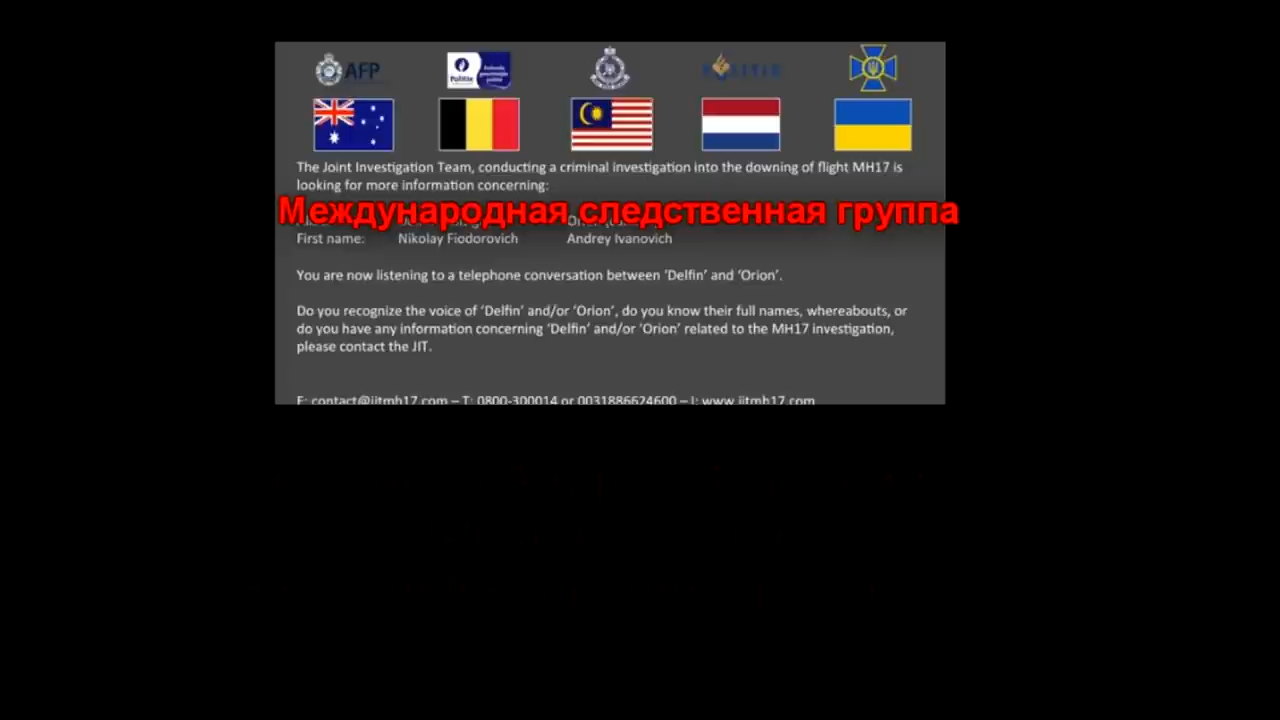 AFP
Politie
The Joint Investigation Team, conducting a criminal investigation into the downing of flight MH17 is
looking for more information concerning:
Международная следственная группа
First name: Nikolay Fiodorovich Andrey Ivanovich
You are now listening to a telephone conversation between ‘Delfin’ and ‘Orion’.
Do you recognize the voice of ‘Delfin’ and/or ‘Orion’, do you know their full names, whereabouts, or
do you have any information concerning ‘Delfin’ and/or ‘Orion’ related to the MH17 investigation,
please contact the JIT.
E: contact@jitmh17.com – T: 0800-300014 or 0031886624600 – I: www.jitmh17.com